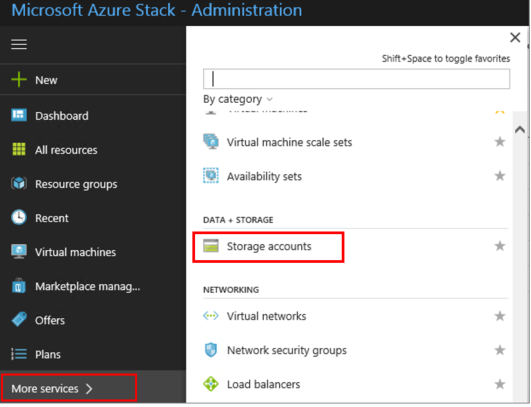 Microsoft Azure Stack - Administration
New
Dashboard
All resources
Resource groups
Recent
Virtual machines
Marketplace manag...
Offers
Plans
More services
Shift+Space to toggle favorites
By category
Virtual machines
Virtual machine scale sets
Availability sets
DATA + STORAGE
Storage accounts
NETWORKING
Virtual networks
Network security groups
Load balancers